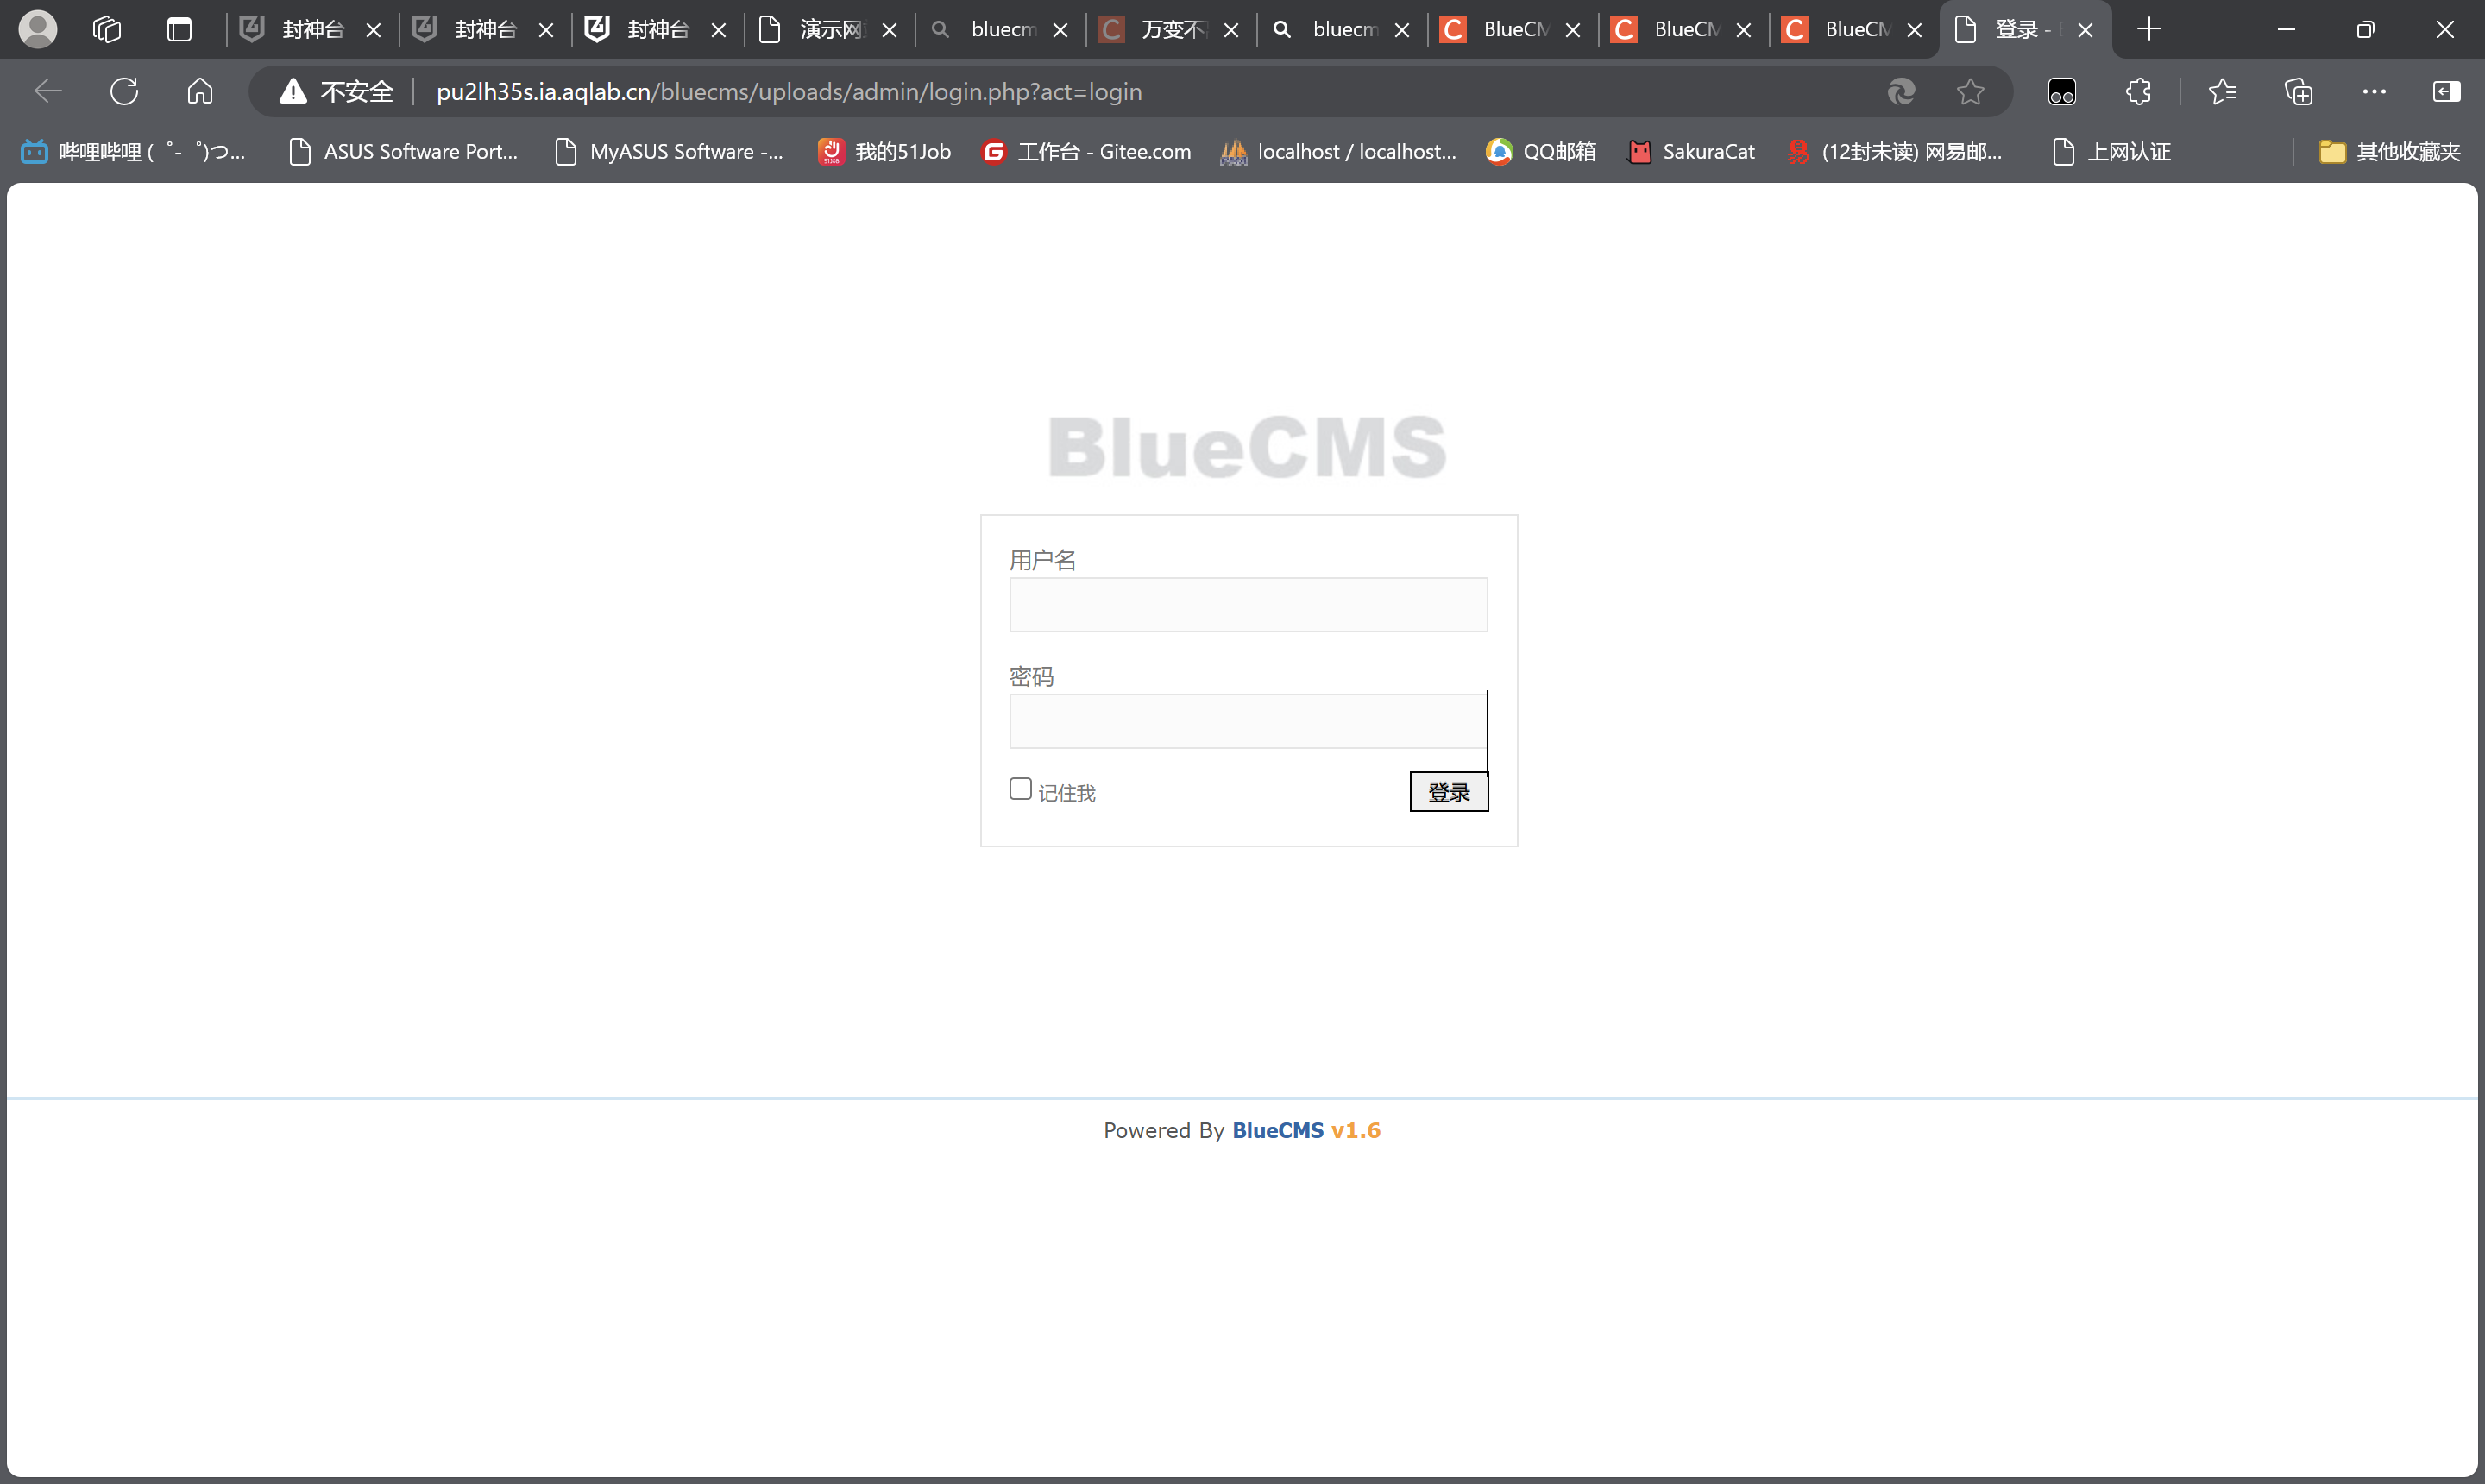 封神台 封神台 封神台 演示网 bluecm 万变不 bluecm BlueCM BlueCM BlueCM 登录 -
不安全 pu2lh35s.ia.aqlab.cn/bluecms/uploads/admin/login.php?act=login
哔哩哔哩 (゜-゜)つ... ASUS Software Port... MyASUS Software -... 我的51Job 工作台 - Gitee.com localhost / localhost... QQ邮箱 SakuraCat (12封未读) 网易邮... 上网认证 其他收藏夹
BlueCMS
用户名
密码
记住我 登录
Powered By BlueCMS v1.6